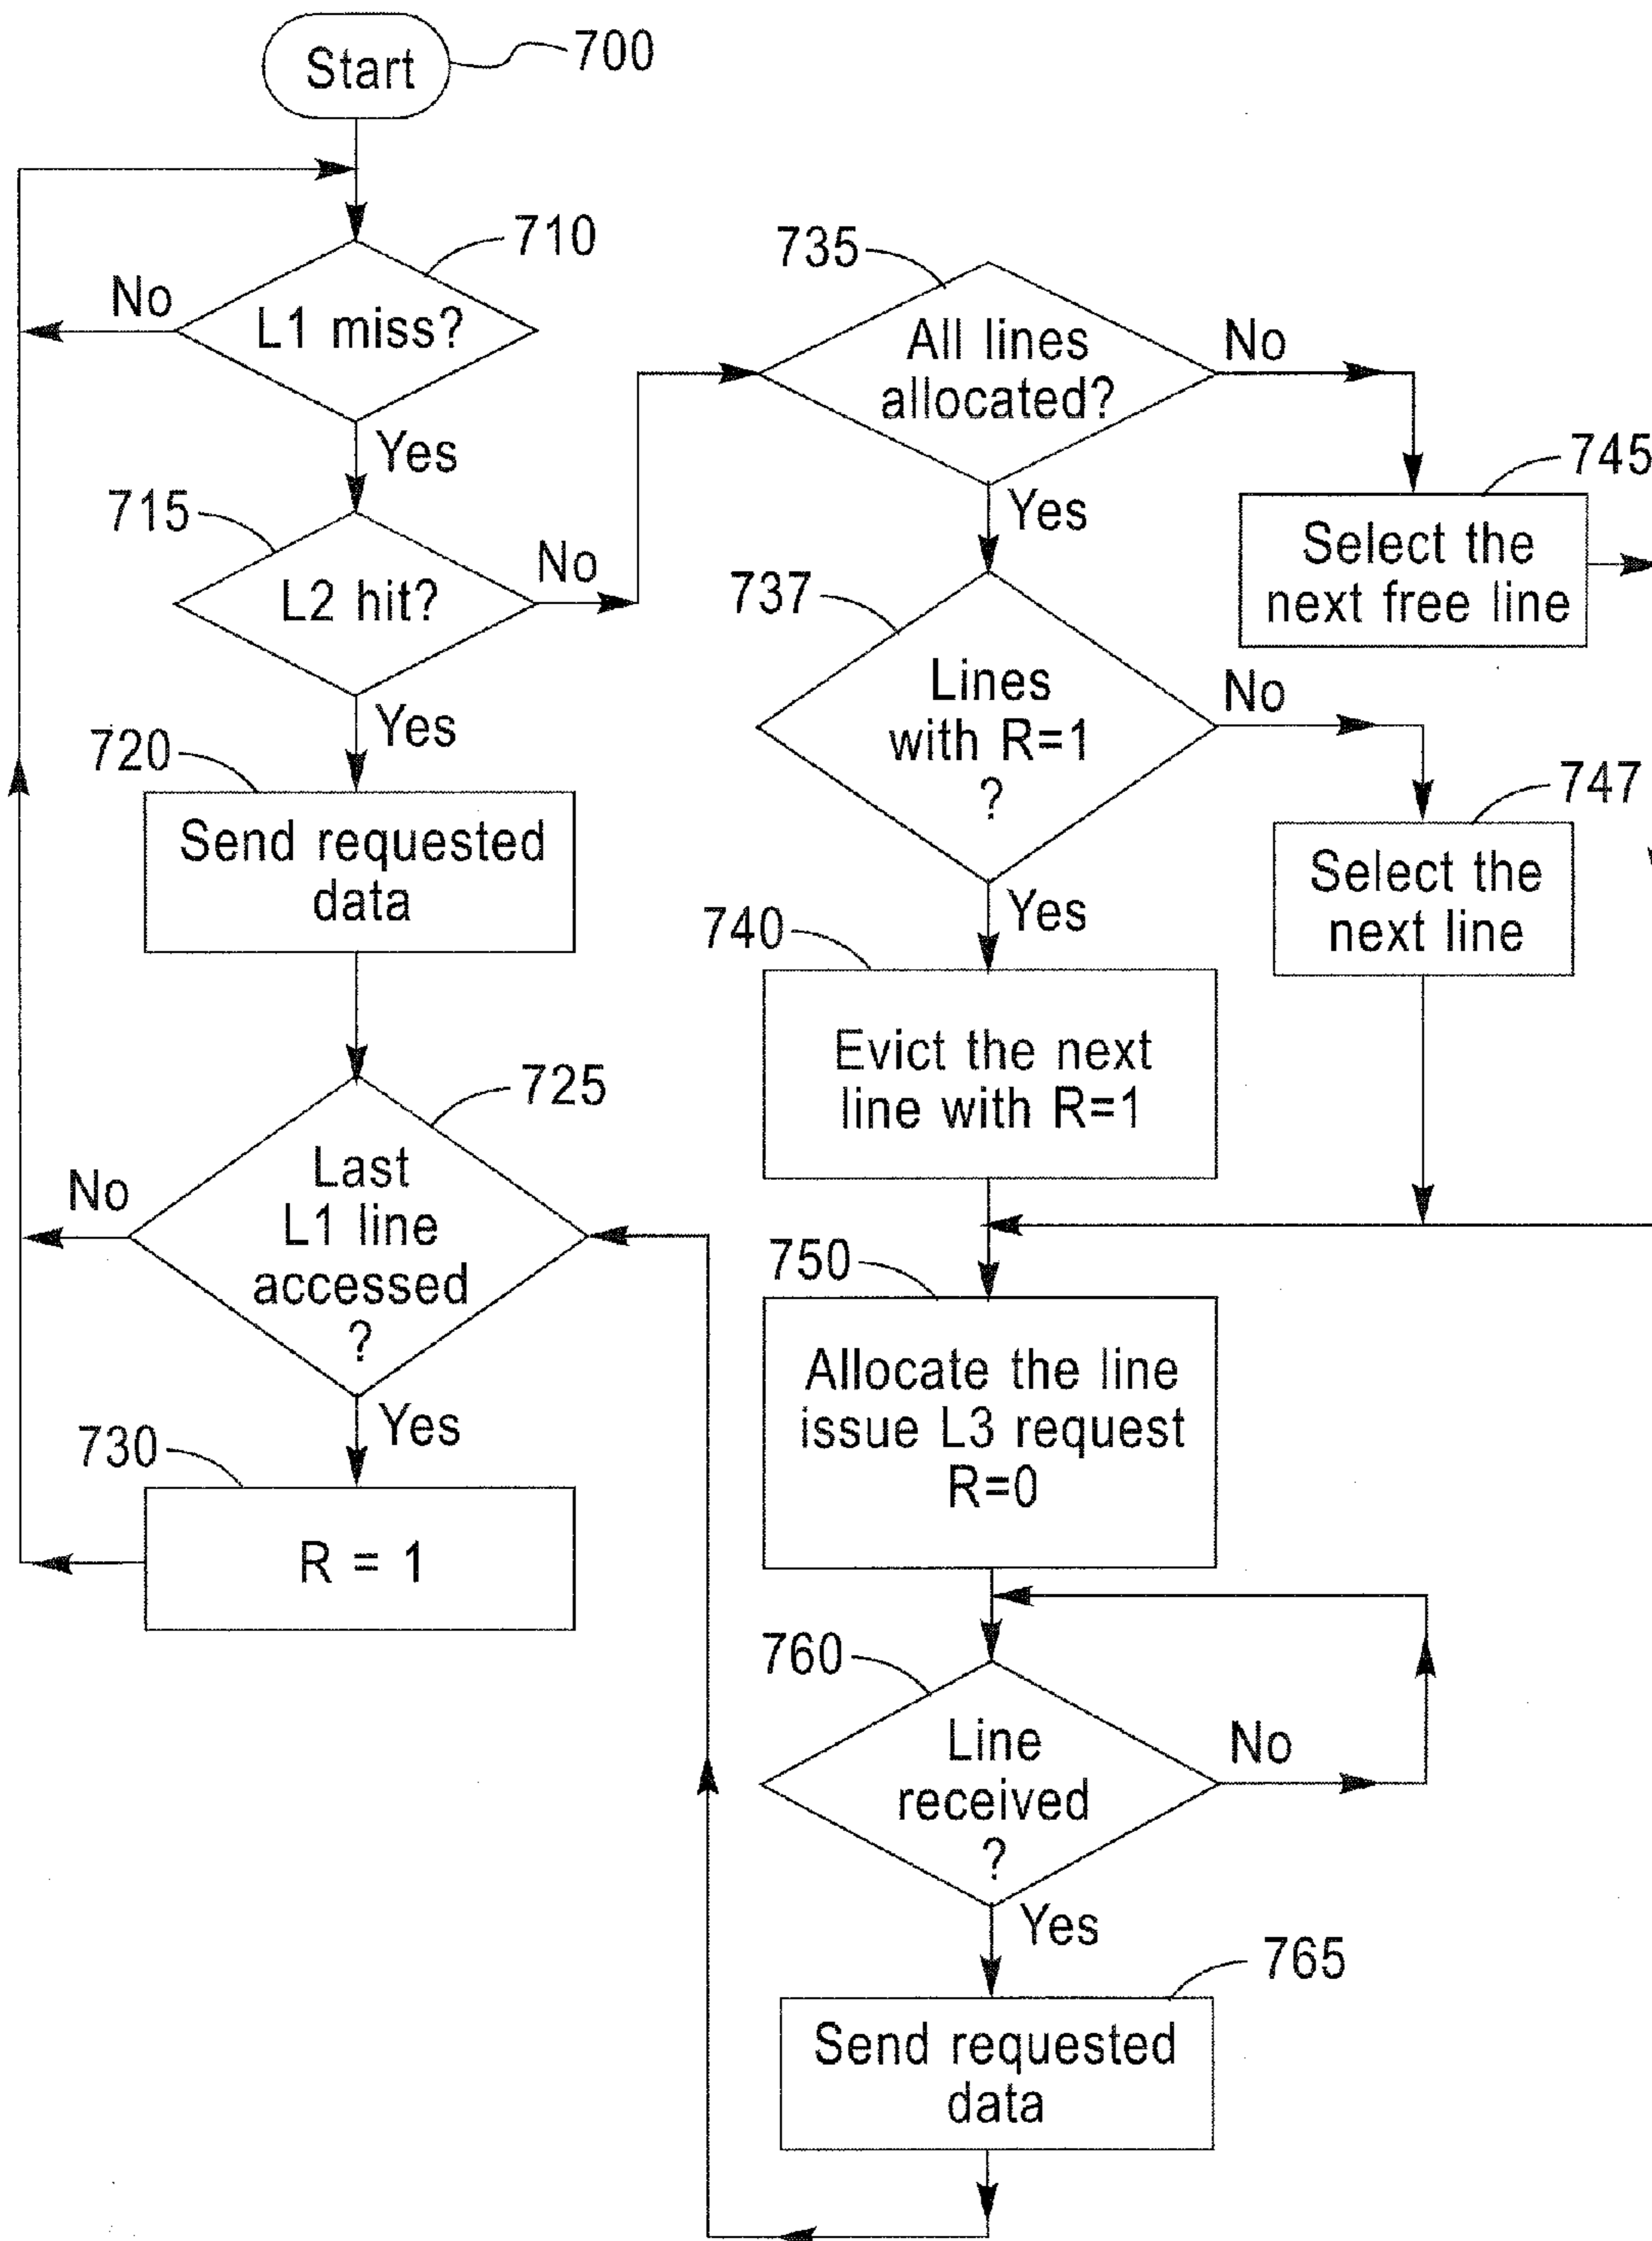 Start
700
710
L1 miss?
No
Yes
715
L2 hit?
No
Yes
720
Send requested
data
725
Last
L1 line
accessed
?
No
Yes
730
R = 1
735
All lines
allocated?
No
Yes
745
Select the
next free line
737
Lines
with R=1
?
No
Yes
747
Select the
next line
740
Evict the next
line with R=1
750
Allocate the line
issue L3 request
R=0
760
Line
received
?
No
Yes
765
Send requested
data